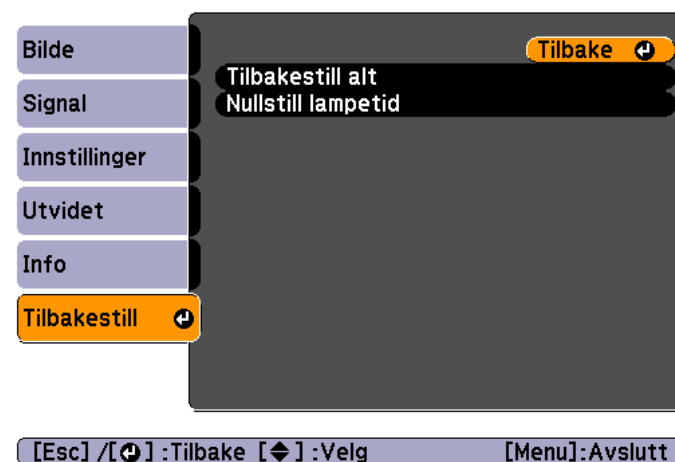 Bilde
Signal
Innstillinger
Utvidet
Info
Tilbakestill
Tilbake
Tilbakestill alt
Nullstill lampetid
[Esc] /[] :Tilbake [] :Velg [Menu]:Avslutt